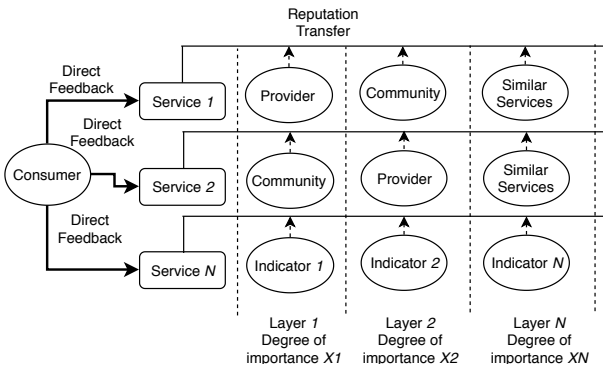 Reputation
Transfer
Direct
Feedback
Service 1
Provider
Community
Similar
Services
Direct
Feedback
Consumer
Service 2
Community
Provider
Similar
Services
Direct
Feedback
Service N
Indicator 1
Indicator 2
Indicator N
Layer 1
Degree of
importance X1
Layer 2
Degree of
importance X2
Layer N
Degree of
importance XN